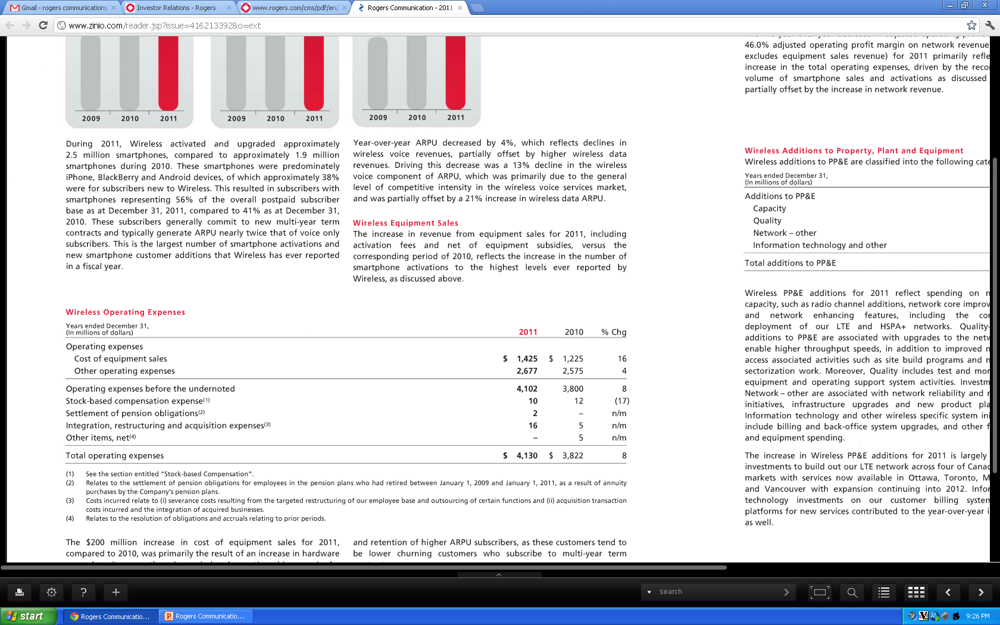 Gmail - rogers communications
Investor Relations - Rogers
www.rogers.com/cms/pdf/en/
Rogers Communication - 2011
www.zinio.com/reader.jsp?issue=416213392&o=ext
2009 2010 2011
2009 2010 2011
2009 2010 2011
During 2011, Wireless activated and upgraded approximately
2.5 million smartphones, compared to approximately 1.9 million
smartphones during 2010. These smartphones were predominately
iPhone, BlackBerry and Android devices, of which approximately 38%
were for subscribers new to Wireless. This resulted in subscribers with
smartphones representing 56% of the overall postpaid subscriber
base as at December 31, 2011, compared to 41% as at December 31,
2010. These subscribers generally commit to new multi-year term
contracts and typically generate ARPU nearly twice that of voice only
subscribers. This is the largest number of smartphone activations and
new smartphone customer additions that Wireless has ever reported
in a fiscal year.
Year-over-year ARPU decreased by 4%, which reflects declines in
wireless voice revenues, partially offset by higher wireless data
revenues. Driving this decrease was a 13% decline in the wireless
voice component of ARPU, which was primarily due to the general
level of competitive intensity in the wireless voice services market,
and was partially offset by a 21% increase in wireless data ARPU.
Wireless Equipment Sales
The increase in revenue from equipment sales for 2011, including
activation fees and net of equipment subsidies, versus the
corresponding period of 2010, reflects the increase in the number of
smartphone activations to the highest levels ever reported by
Wireless, as discussed above.
Wireless Operating Expenses
Years ended December 31,
(In millions of dollars) 2011 2010 % Chg
Operating expenses
Cost of equipment sales $ 1,425 $ 1,225 16
Other operating expenses 2,677 2,575 4
Operating expenses before the undernoted 4,102 3,800 8
Stock-based compensation expense(1) 10 12 (17)
Settlement of pension obligations(2) 2 – n/m
Integration, restructuring and acquisition expenses(3) 16 5 n/m
Other items, net(4) – 5 n/m
Total operating expenses $ 4,130 $ 3,822 8
(1) See the section entitled “Stock-based Compensation”.
(2) Relates to the settlement of pension obligations for employees in the pension plans who had retired between January 1, 2009 and January 1, 2011, as a result of annuity
purchases by the Company’s pension plans.
(3) Costs incurred relate to (i) severance costs resulting from the targeted restructuring of our employee base and outsourcing of certain functions and (ii) acquisition transaction
costs incurred and the integration of acquired businesses.
(4) Relates to the resolution of obligations and accruals relating to prior periods.
The $200 million increase in cost of equipment sales for 2011,
compared to 2010, was primarily the result of an increase in hardware
and retention of higher ARPU subscribers, as these customers tend to
be lower churning customers who subscribe to multi-year term
46.0% adjusted operating profit margin on network revenue
excludes equipment sales revenue) for 2011 primarily refle
increase in the total operating expenses, driven by the reco
volume of smartphone sales and activations as discussed
partially offset by the increase in network revenue.
Wireless Additions to Property, Plant and Equipment
Wireless additions to PP&E are classified into the following cate
Years ended December 31,
(In millions of dollars)
Additions to PP&E
Capacity
Quality
Network – other
Information technology and other
Total additions to PP&E
Wireless PP&E additions for 2011 reflect spending on n
capacity, such as radio channel additions, network core improv
and network enhancing features, including the con
deployment of our LTE and HSPA+ networks. Quality-
additions to PP&E are associated with upgrades to the netw
enable higher throughput speeds, in addition to improved n
access associated activities such as site build programs and n
sectorization work. Moreover, Quality includes test and mon
equipment and operating support system activities. Investm
Network – other are associated with network reliability and r
initiatives, infrastructure upgrades and new product pla
Information technology and other wireless specific system ini
include billing and back-office system upgrades, and other f
and equipment spending.
The increase in Wireless PP&E additions for 2011 is largely
investments to build out our LTE network across four of Canad
markets with services now available in Ottawa, Toronto, M
and Vancouver with expansion continuing into 2012. Infor
technology investments on our customer billing system
platforms for new services contributed to the year-over-year i
as well.
search
start
Rogers Communicatio...
Rogers Communicatio...
9:26 PM